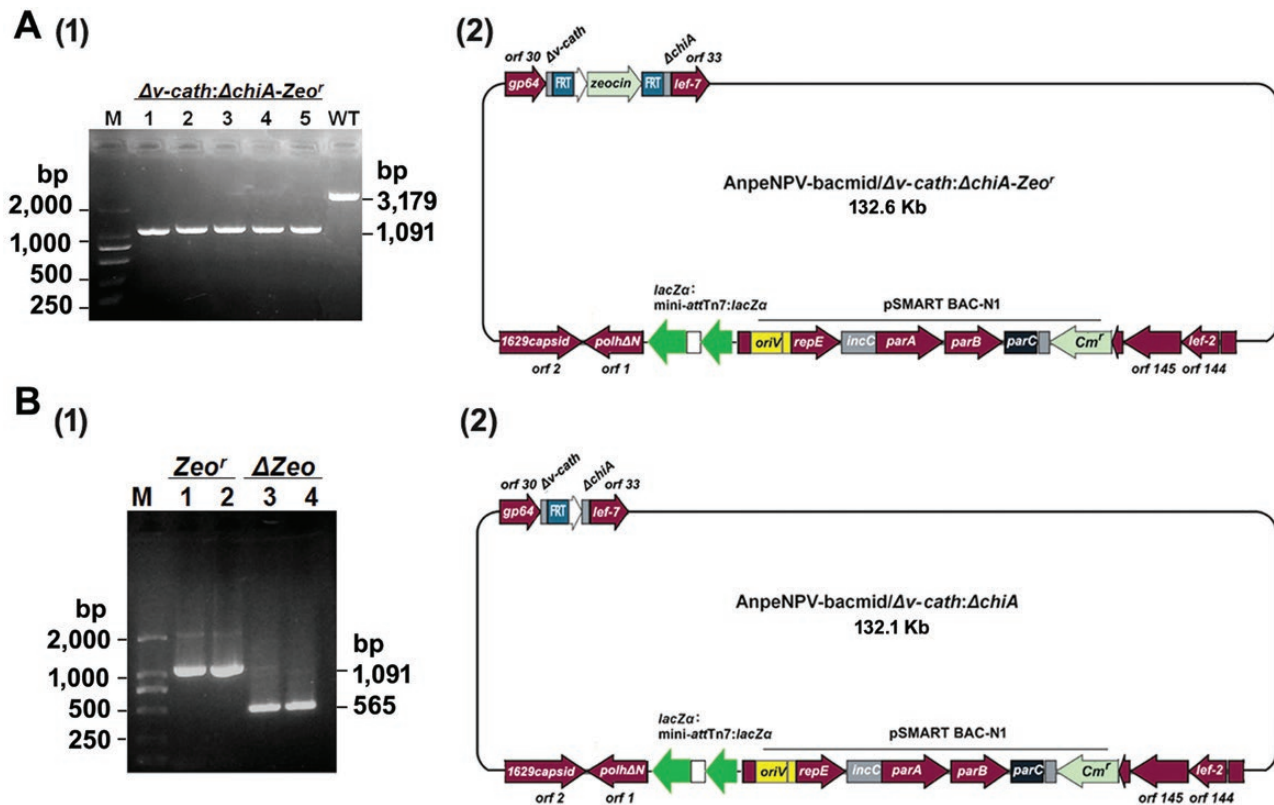 A (1)
Δv-cath:ΔchiA-Zeoʳ
M 1 2 3 4 5 WT
bp
2,000
1,000
500
250
bp
3,179
1,091
(2)
orf 30 Δv-cath ΔchiA orf 33
gp64 FRT zeocin FRT lef-7
AnpeNPV-bacmid/Δv-cath:ΔchiA-Zeoʳ
132.6 Kb
lacZα:
mini-attTn7:lacZα
pSMART BAC-N1
1629capsid polhΔN oriV repE incC parA parB parC Cmʳ lef-2
orf 2 orf 1 orf 145 orf 144
B (1)
Zeoʳ ΔZeo
M 1 2 3 4
bp
2,000
1,000
500
250
bp
1,091
565
(2)
orf 30 Δv-cath ΔchiA orf 33
gp64 FRT lef-7
AnpeNPV-bacmid/Δv-cath:ΔchiA
132.1 Kb
lacZα:
mini-attTn7:lacZα
pSMART BAC-N1
1629capsid polhΔN oriV repE incC parA parB parC Cmʳ lef-2
orf 2 orf 1 orf 145 orf 144